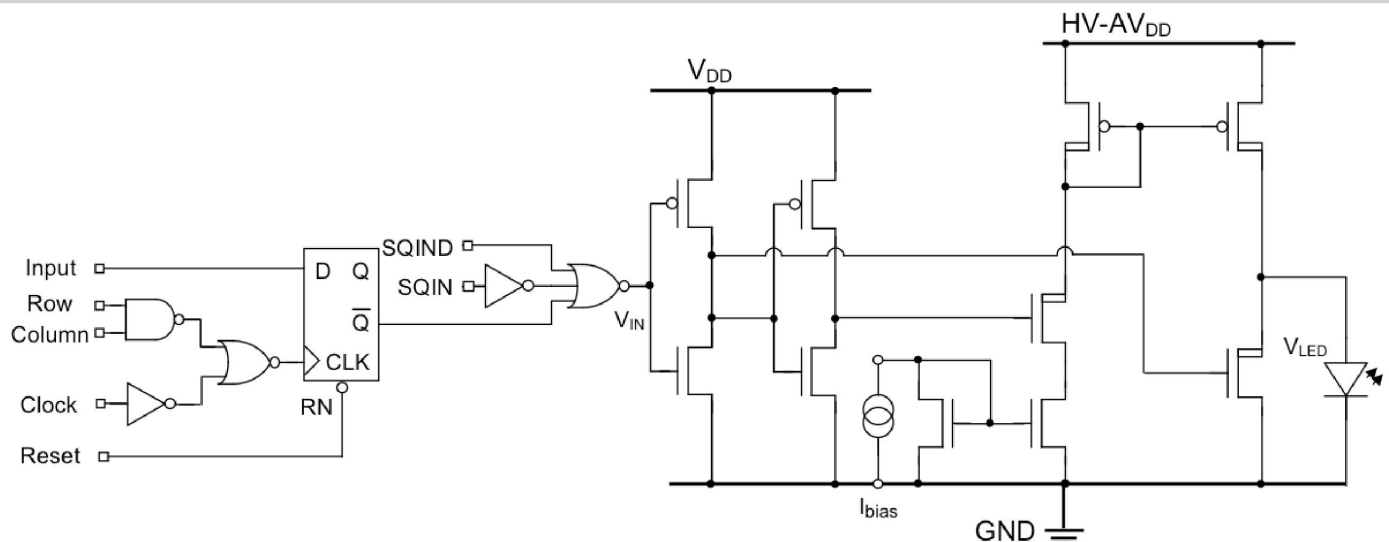 HV-AVDD
VDD
SQIND
Input
D Q
SQIN
Row
Q̅
VIN
Column
CLK
VLED
Clock
RN
Reset
Ibias
GND